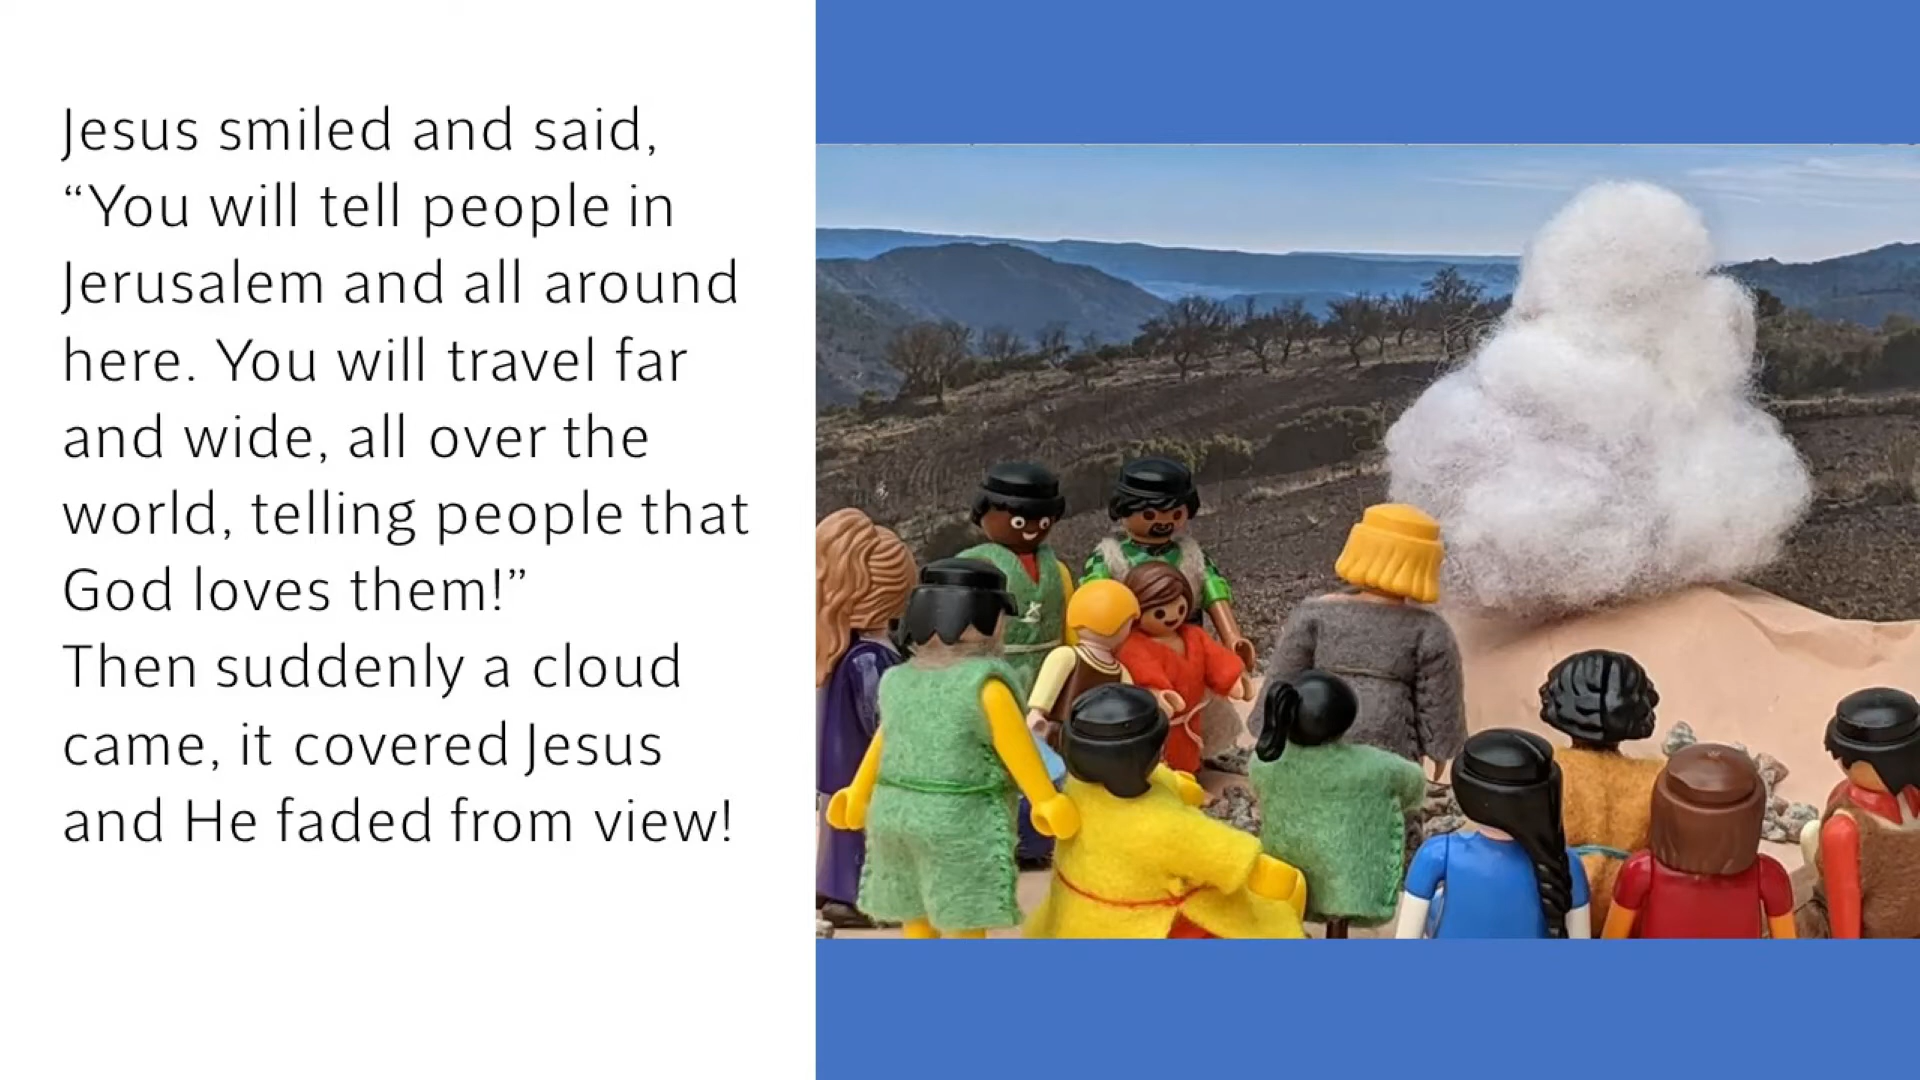 Jesus smiled and said,
“You will tell people in
Jerusalem and all around
here. You will travel far
and wide, all over the
world, telling people that
God loves them!”
Then suddenly a cloud
came, it covered Jesus
and He faded from view!